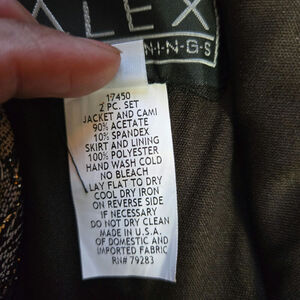 ALEX
N·I·N·G·S
17450
2 PC. SET
JACKET AND CAMI
90% ACETATE
10% SPANDEX
SKIRT AND LINING
100% POLYESTER
HAND WASH COLD
NO BLEACH
LAY FLAT TO DRY
COOL DRY IRON
ON REVERSE SIDE
IF NECESSARY
DO NOT DRY CLEAN
MADE IN U.S.A.
OF DOMESTIC AND
IMPORTED FABRIC
RN# 79283